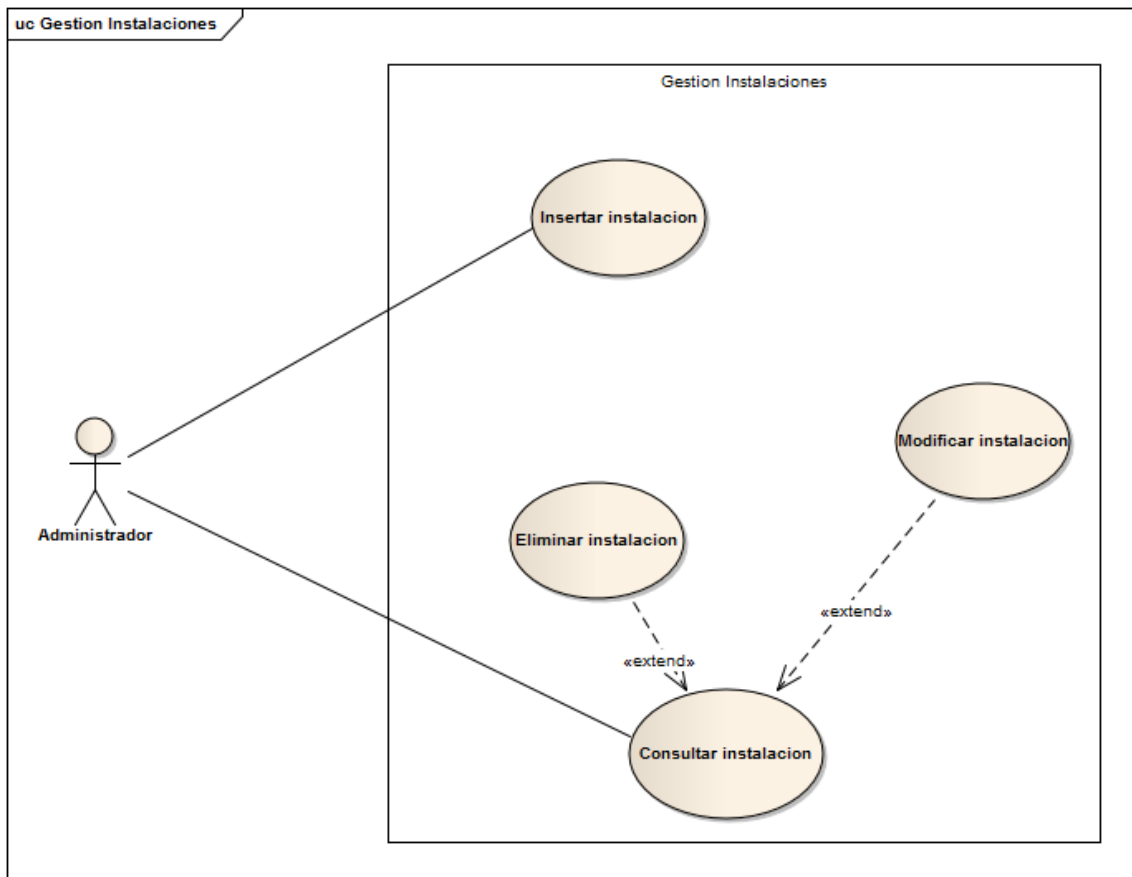 uc Gestion Instalaciones
Gestion Instalaciones
Insertar instalacion
Modificar instalacion
Administrador
Eliminar instalacion
«extend»
«extend»
Consultar instalacion